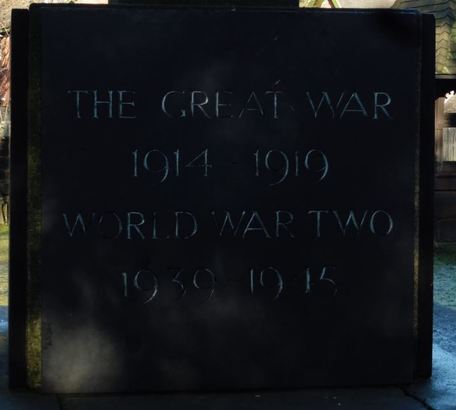 THE GREAT WAR
1914 - 1919
WORLD WAR TWO
1939 - 1945